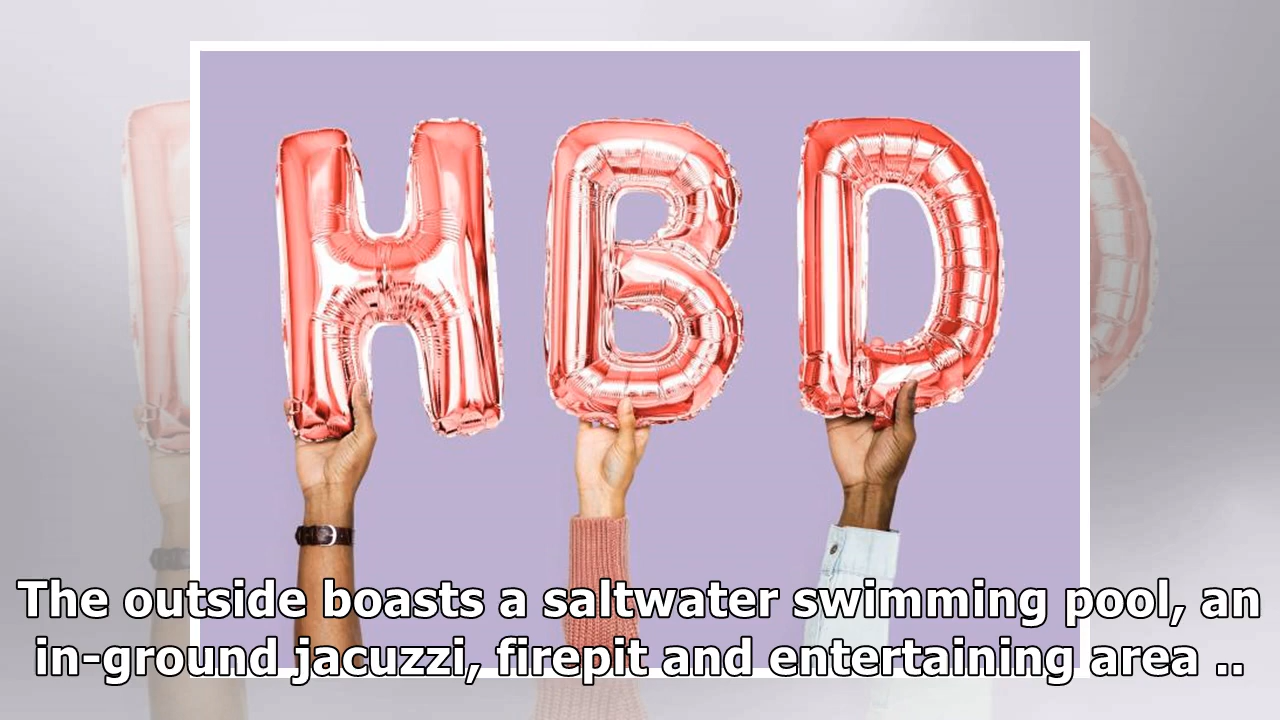 HBD
The outside boasts a saltwater swimming pool, an
in-ground jacuzzi, firepit and entertaining area ..